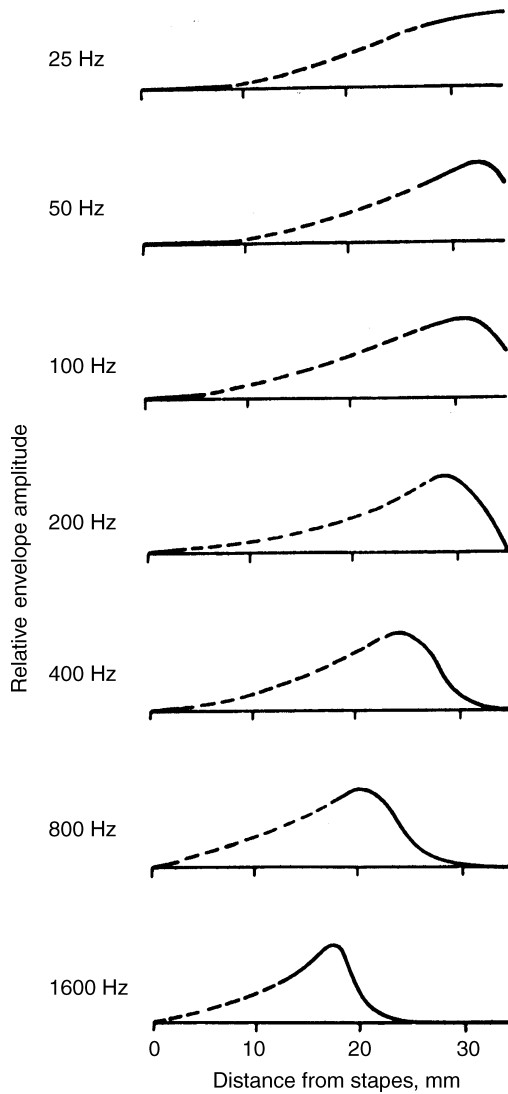 25 Hz
50 Hz
100 Hz
Relative envelope amplitude
200 Hz
400 Hz
800 Hz
1600 Hz
0 10 20 30
Distance from stapes, mm